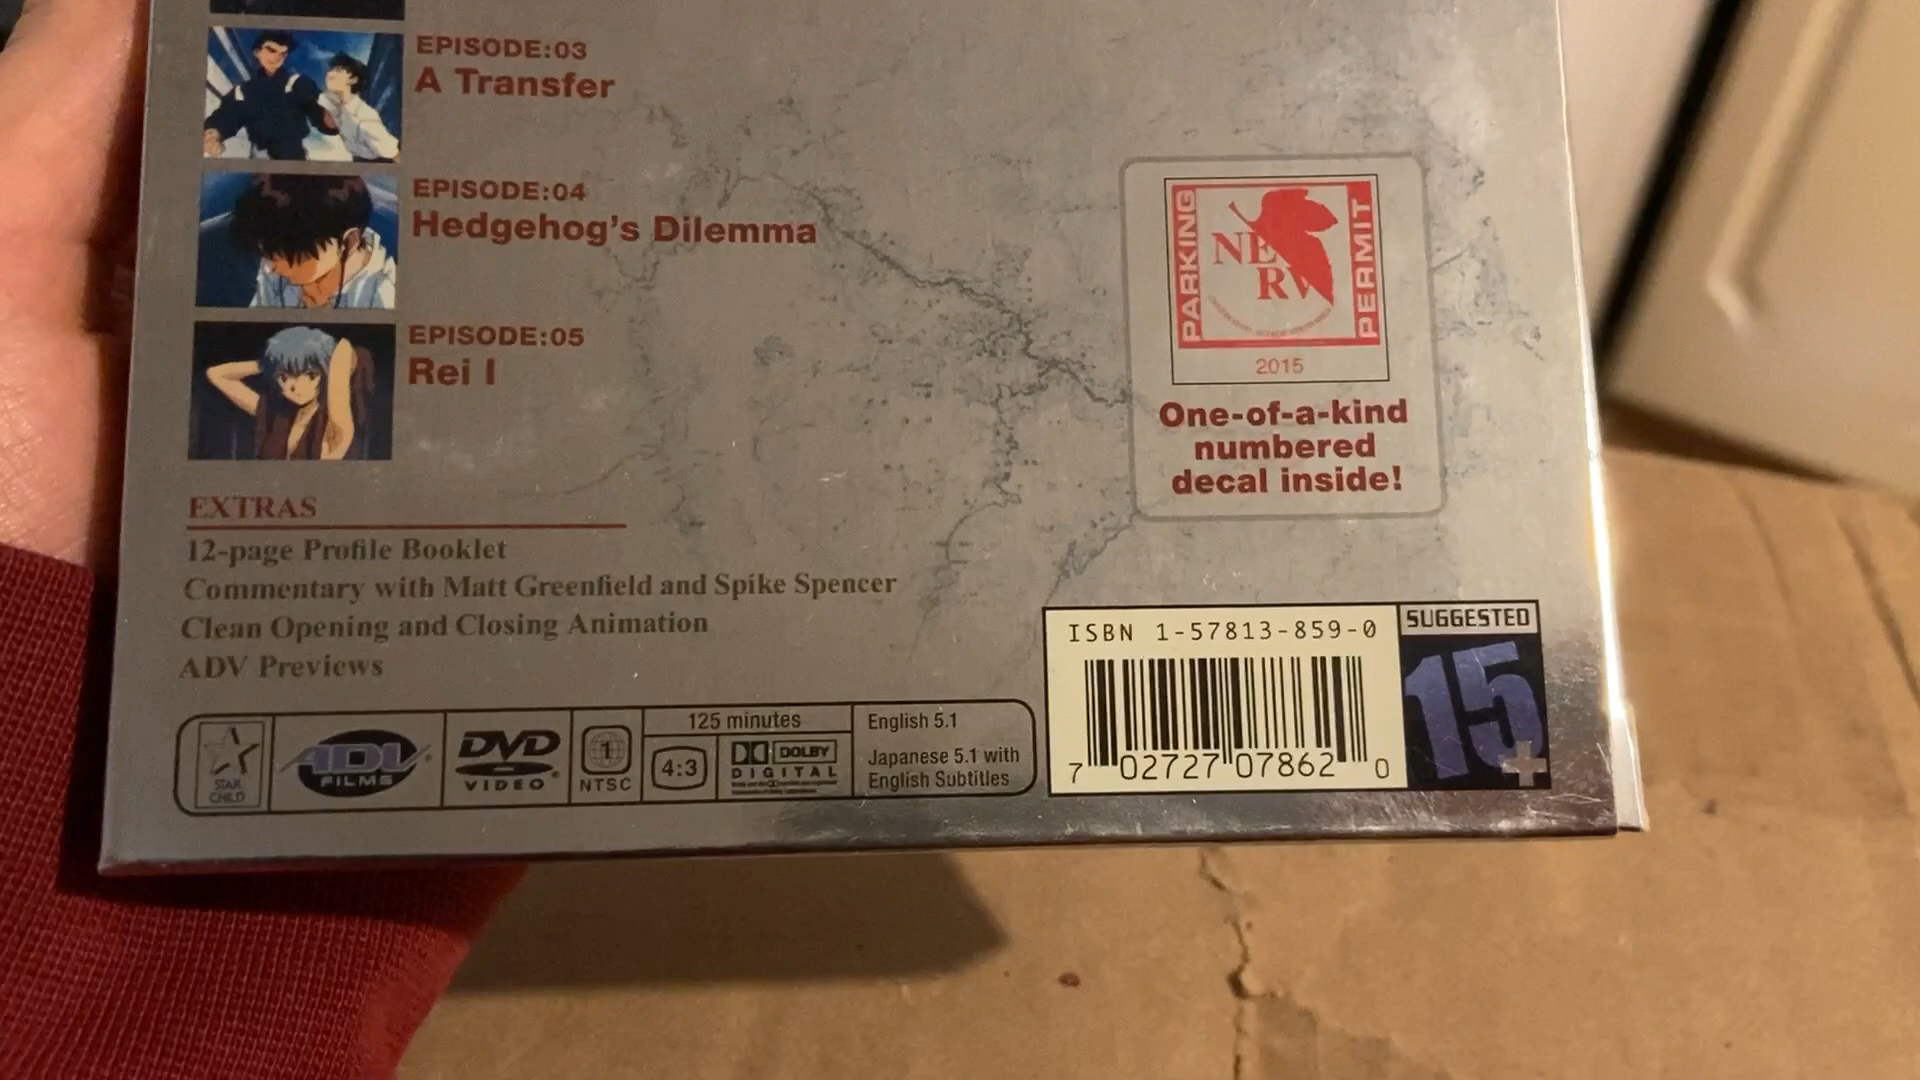 EPISODE:03
A Transfer
EPISODE:04
Hedgehog's Dilemma
EPISODE:05
Rei I
PARKING
NERV
PERMIT
2015
One-of-a-kind
numbered
decal inside!
EXTRAS
12-page Profile Booklet
Commentary with Matt Greenfield and Spike Spencer
Clean Opening and Closing Animation
ADV Previews
STAR
CHILD
ADV
FILMS
DVD
VIDEO
1
NTSC
125 minutes
4:3
DOLBY
DIGITAL
English 5.1
Japanese 5.1 with
English Subtitles
ISBN 1-57813-859-0
7 02727 07862 0
SUGGESTED
15+